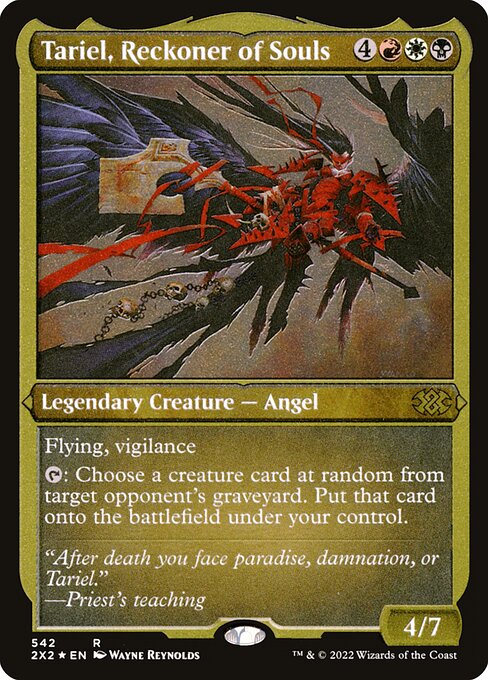 Tariel, Reckoner of Souls 4
Legendary Creature — Angel
Flying, vigilance
: Choose a creature card at random from
target opponent's graveyard. Put that card
onto the battlefield under your control.
“After death you face paradise, damnation, or
Tariel.”
—Priest's teaching
4/7
542 R
2X2 ★ EN Wayne Reynolds
™ & © 2022 Wizards of the Coast